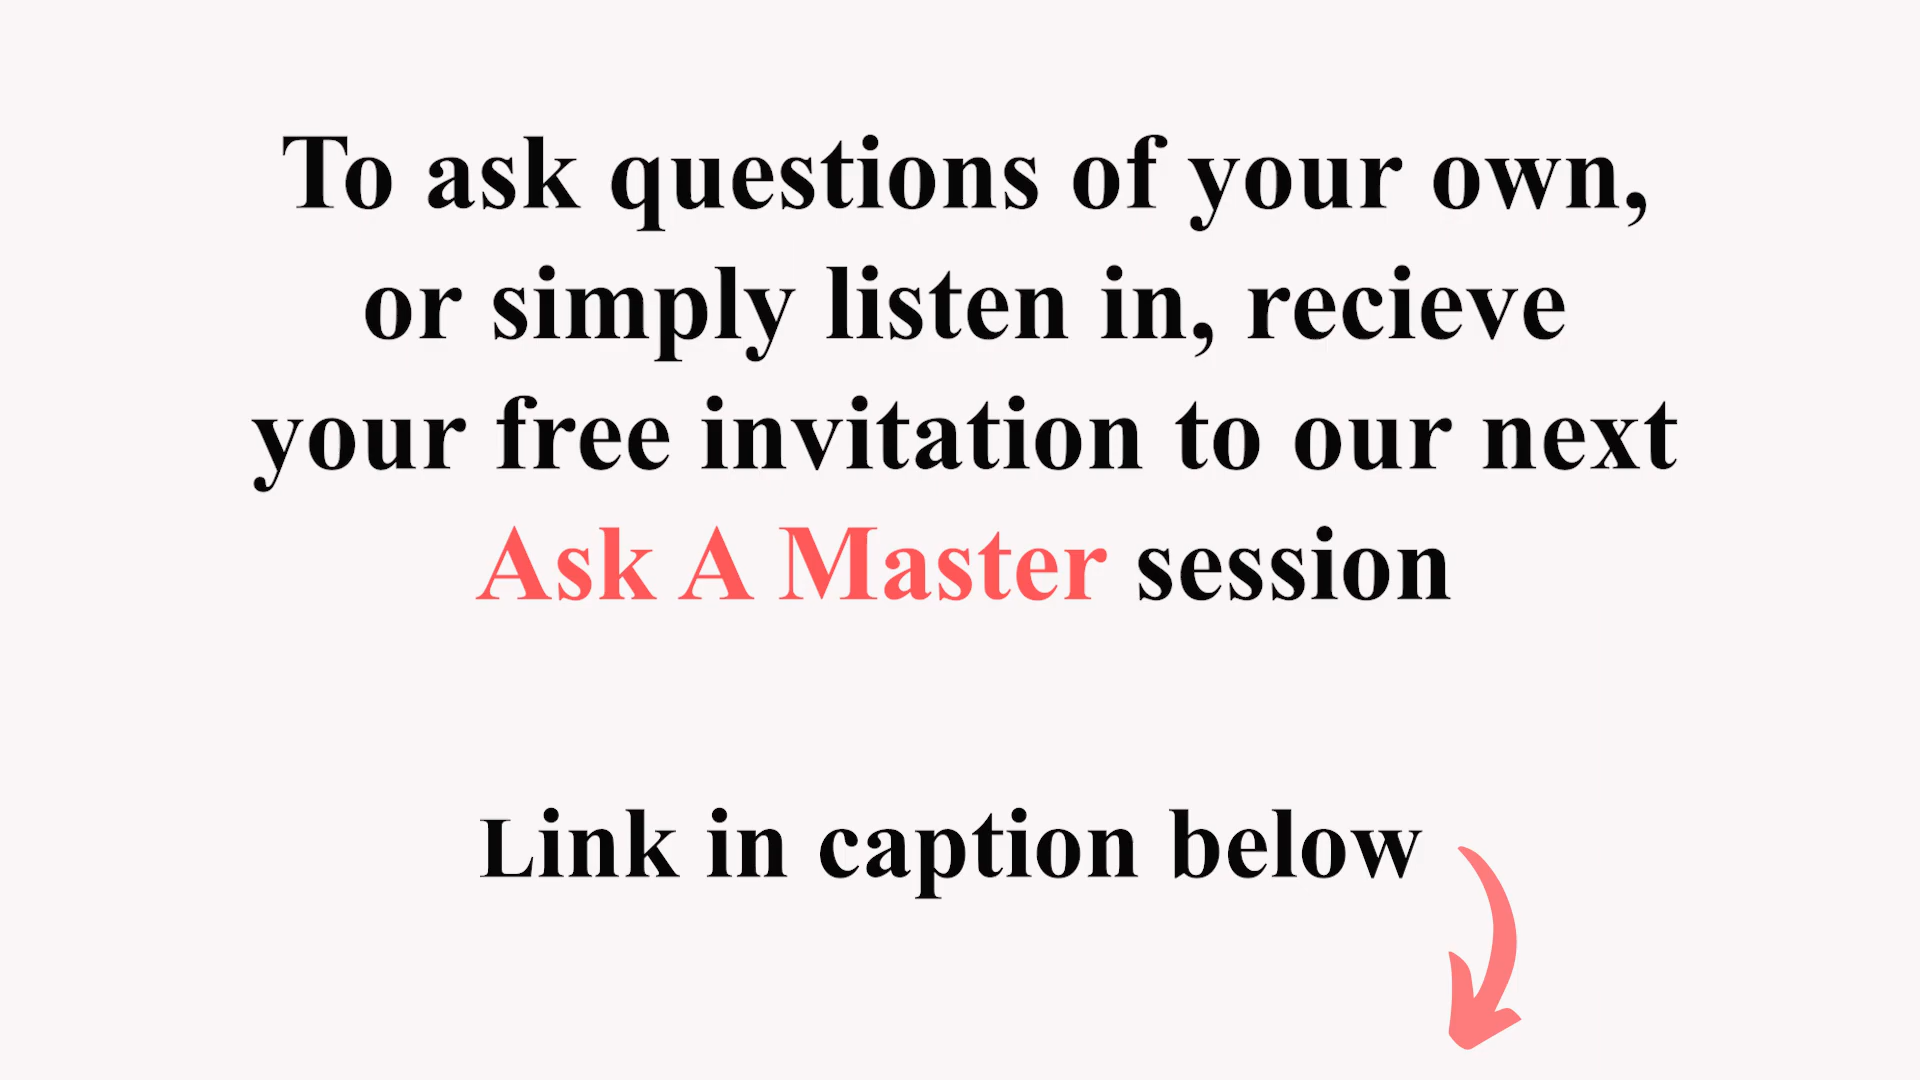 To ask questions of your own,
or simply listen in, recieve
your free invitation to our next
Ask A Master session
Link in caption below